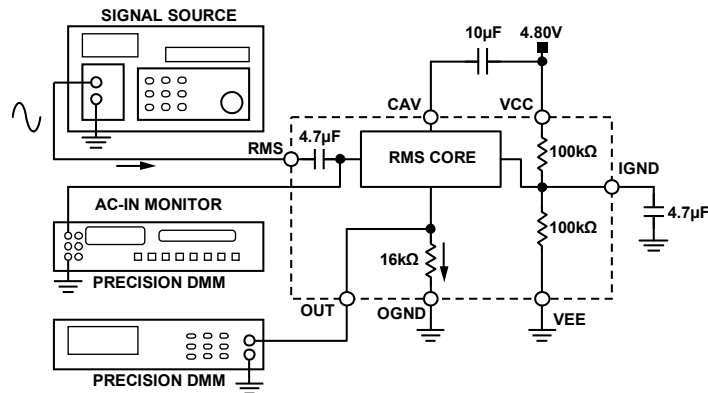 SIGNAL SOURCE
10µF
4.80V
CAV
VCC
4.7µF
RMS
RMS CORE
100kΩ
IGND
AC-IN MONITOR
100kΩ
4.7µF
16kΩ
PRECISION DMM
OUT
OGND
VEE
PRECISION DMM